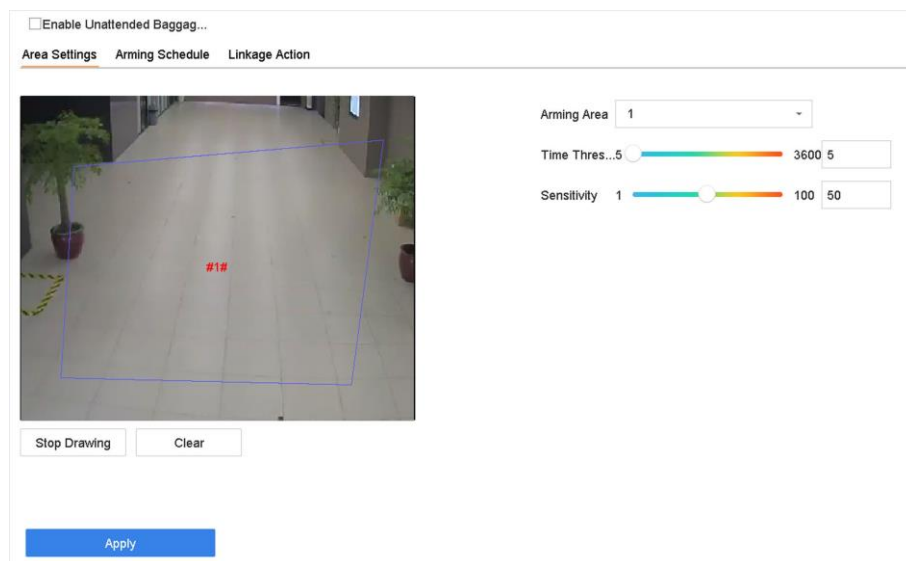 Enable Unattended Baggag...
Area Settings Arming Schedule Linkage Action
Arming Area 1
Time Thres...5 3600 5
Sensitivity 1 100 50
#1#
Stop Drawing Clear
Apply